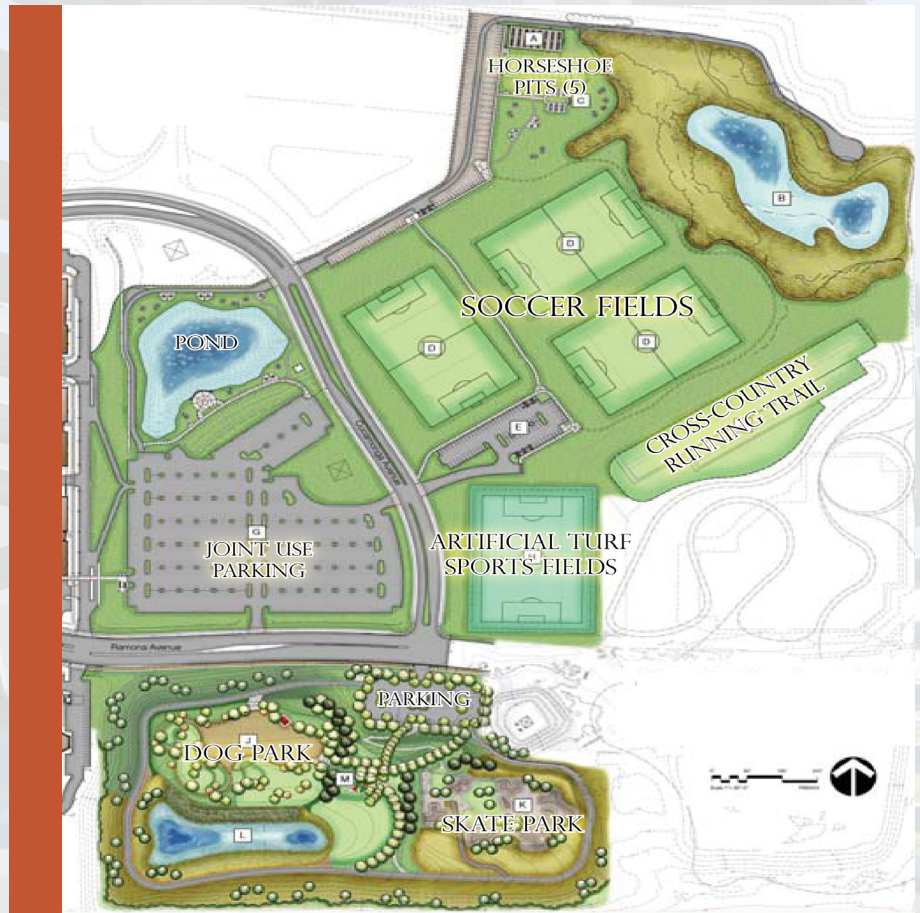 A
HORSESHOE
PITS (5)
C
B
D
SOCCER FIELDS
D
D
POND
CROSS-COUNTRY
RUNNING TRAIL
E
G
JOINT USE
PARKING
ARTIFICIAL TURF
H
SPORTS FIELDS
Ramona Avenue
PARKING
J
DOG PARK
M
K
SKATE PARK
L